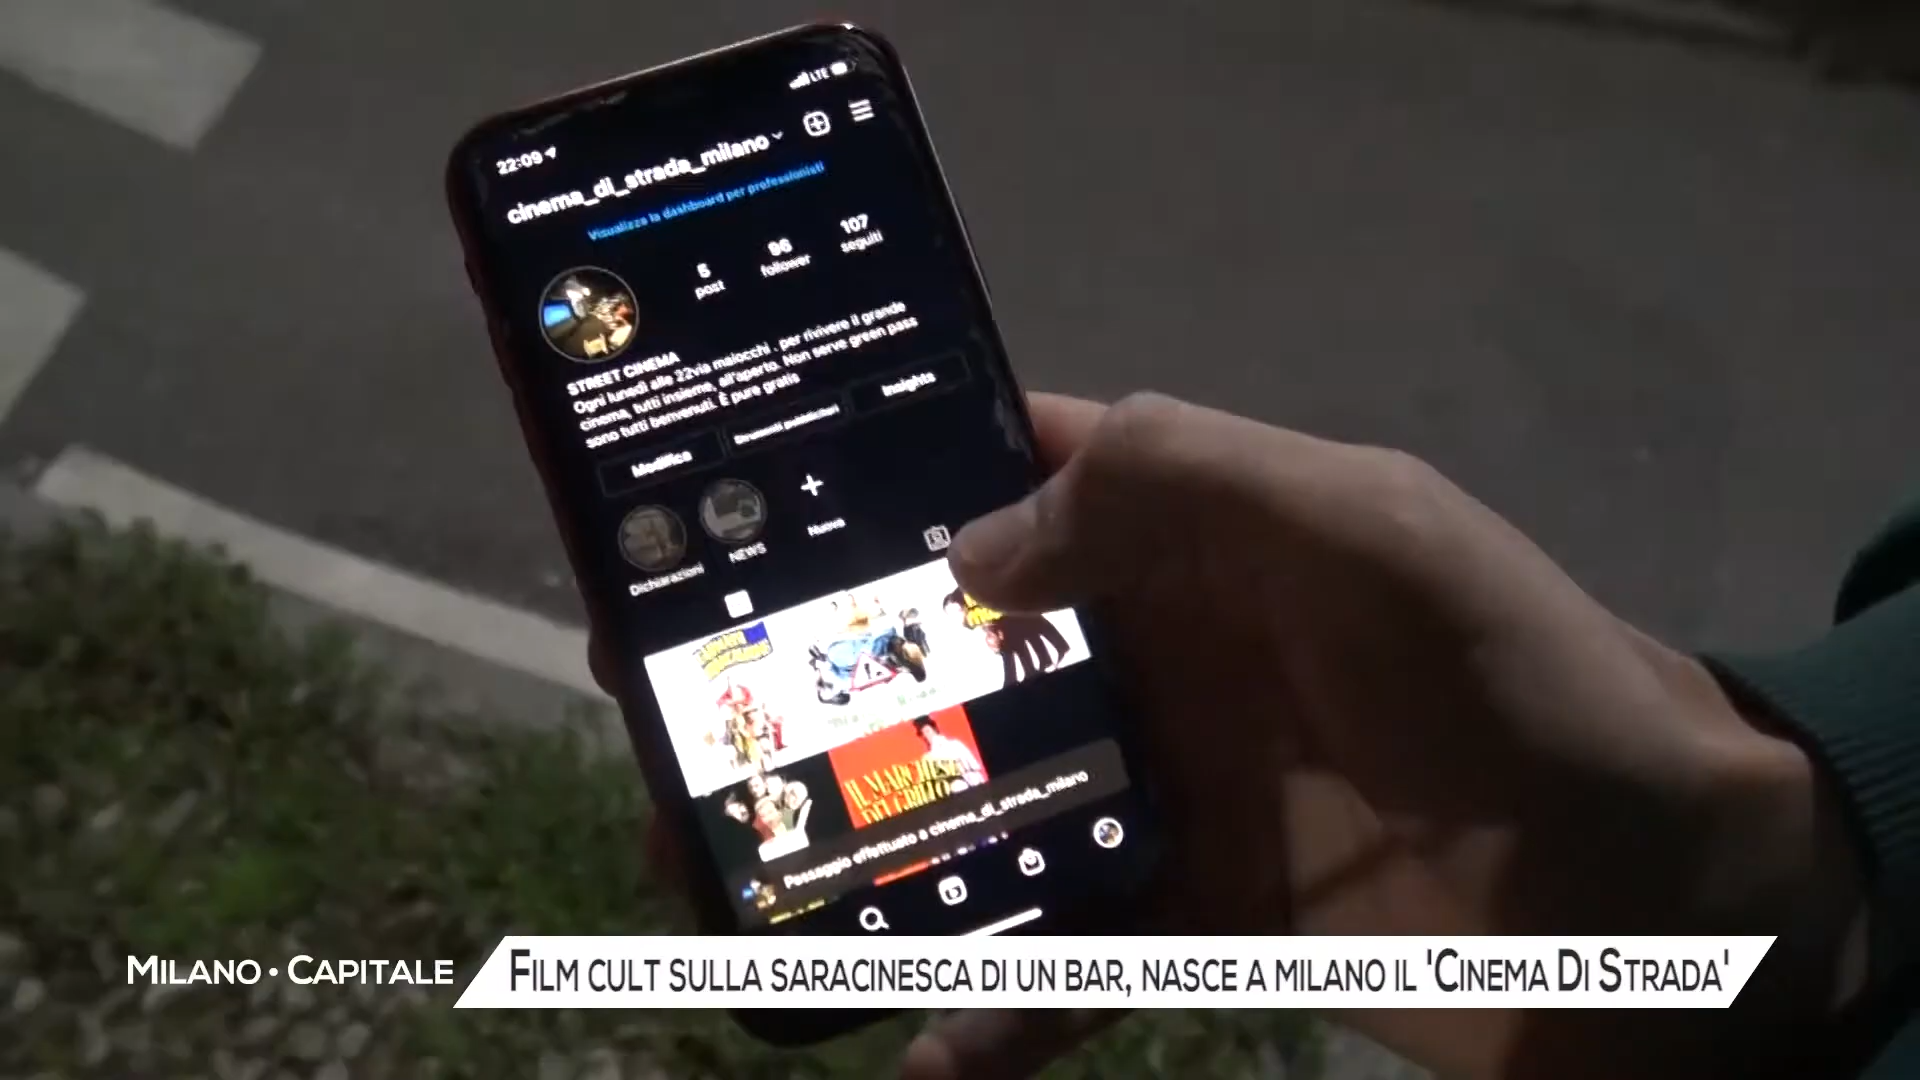 22:09
LTE
cinema_di_strada_milano
Visualizza la dashboard per professionisti
5
post
96
follower
107
seguiti
STREET CINEMA
Ogni lunedì alle 22via maiocchi . per rivivere il grande
cinema, tutti insieme, all'aperto. Non serve green pass
sono tutti benvenuti. È pure gratis
Modifica
Strumenti pubblicitari
Insights
Dichiarazioni
NEWS
Nuova
IL MARCHESE
DEL GRILLO
Passaggio effettuato a cinema_di_strada_milano
MILANO • CAPITALE
FILM CULT SULLA SARACINESCA DI UN BAR, NASCE A MILANO IL 'CINEMA DI STRADA'